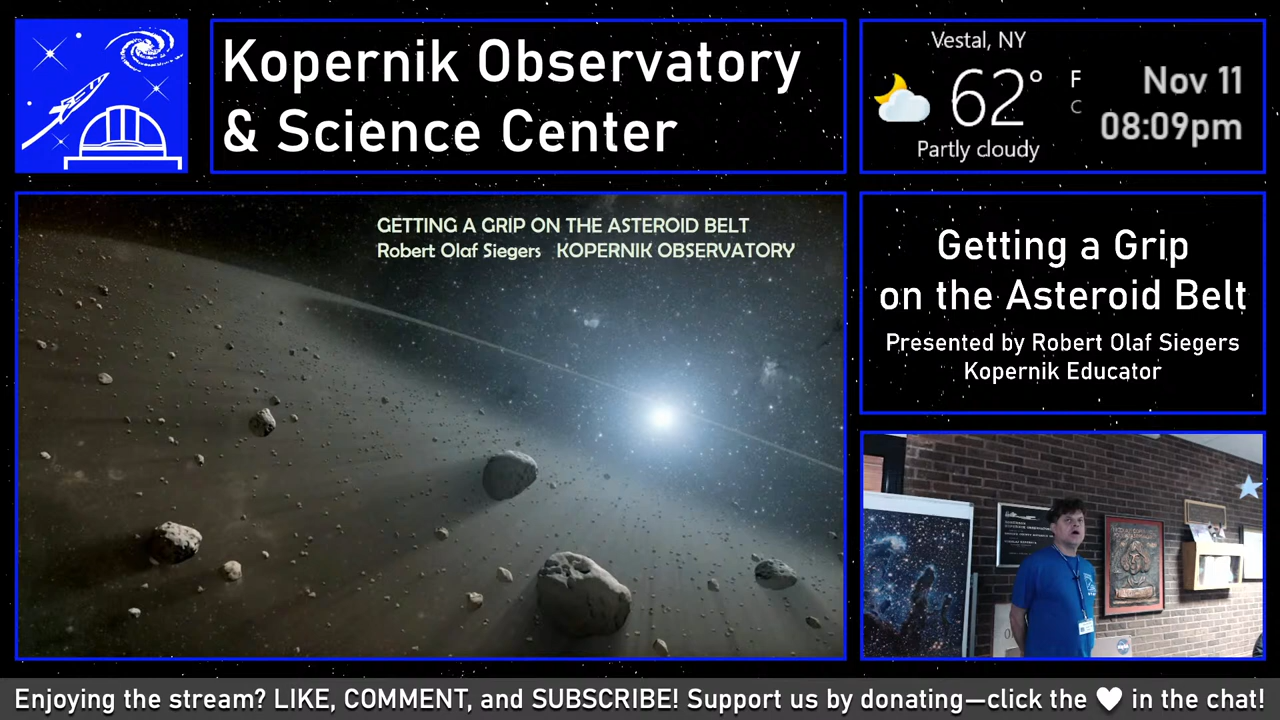 Kopernik Observatory
& Science Center
Vestal, NY
62° F
C
Partly cloudy
Nov 11
08:09pm
GETTING A GRIP ON THE ASTEROID BELT
Robert Olaf Siegers KOPERNIK OBSERVATORY
Getting a Grip
on the Asteroid Belt
Presented by Robert Olaf Siegers
Kopernik Educator
Enjoying the stream? LIKE, COMMENT, and SUBSCRIBE! Support us by donating—click the ♥ in the chat!